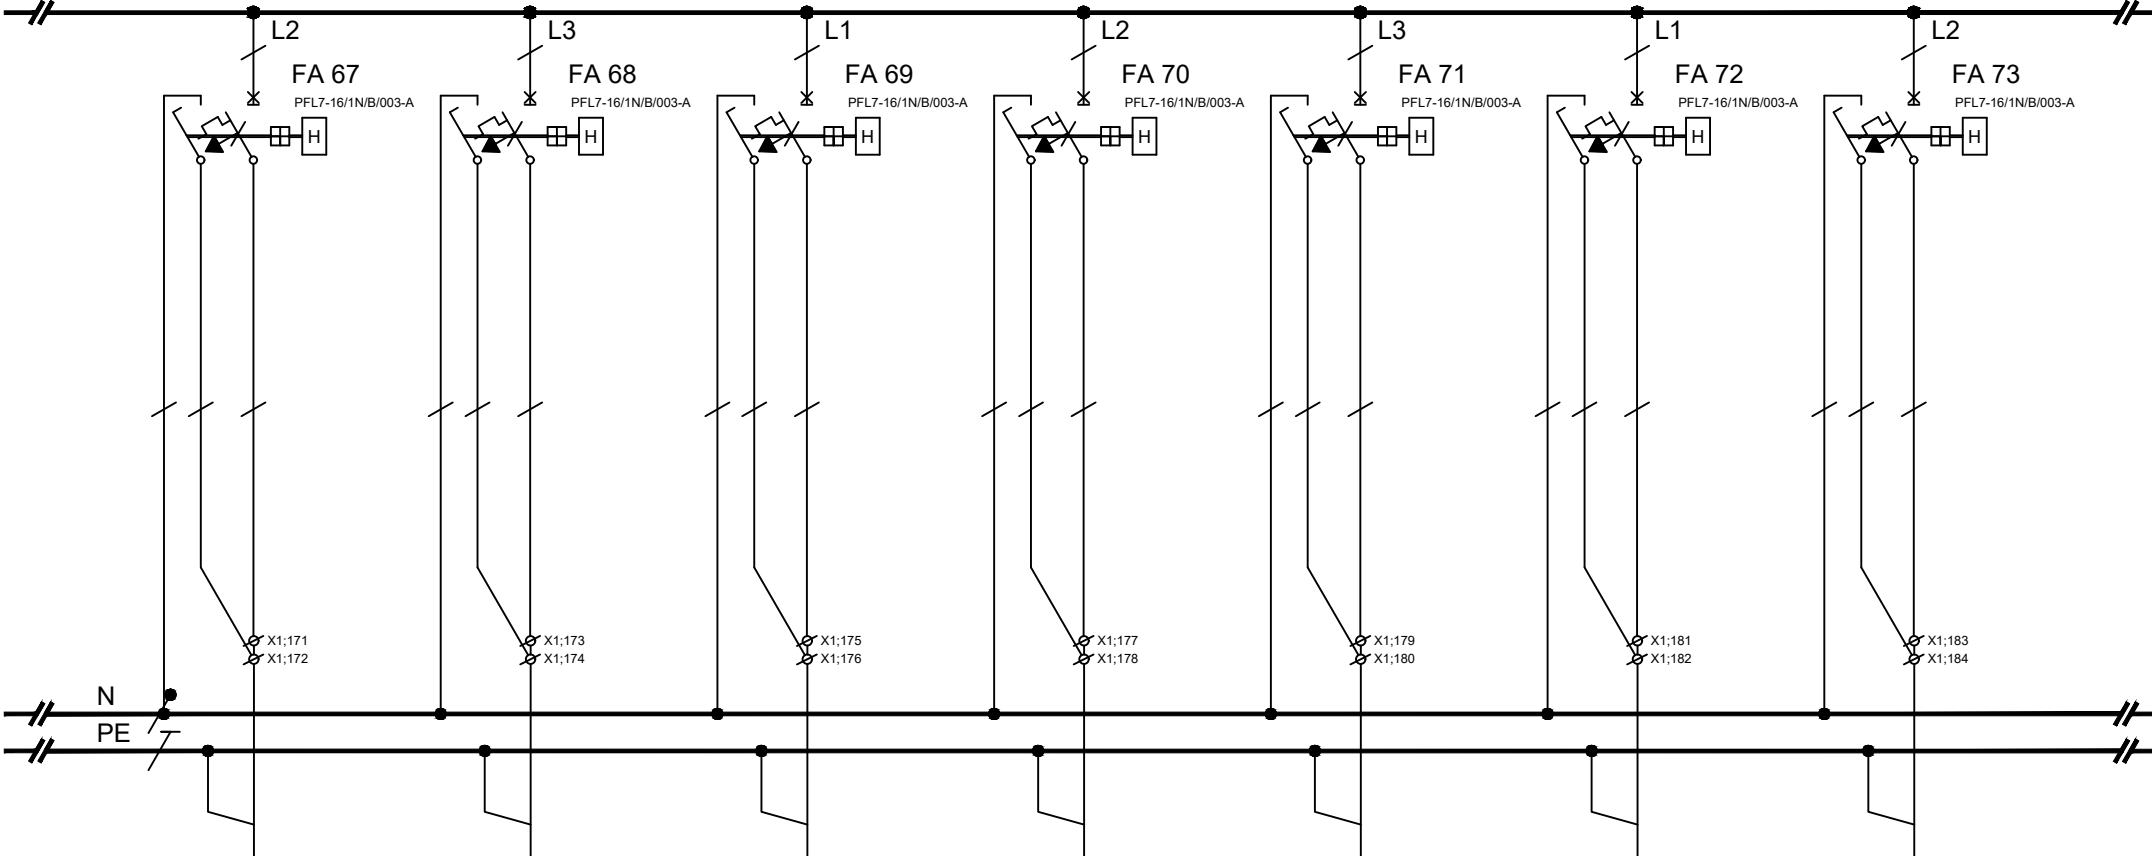 L2 L3 L1 L2 L3 L1 L2
FA 67 FA 68 FA 69 FA 70 FA 71 FA 72 FA 73
PFL7-16/1N/B/003-A PFL7-16/1N/B/003-A PFL7-16/1N/B/003-A PFL7-16/1N/B/003-A PFL7-16/1N/B/003-A PFL7-16/1N/B/003-A PFL7-16/1N/B/003-A
H H H H H H H
X1;171 X1;173 X1;175 X1;177 X1;179 X1;181 X1;183
X1;172 X1;174 X1;176 X1;178 X1;180 X1;182 X1;184
N
PE